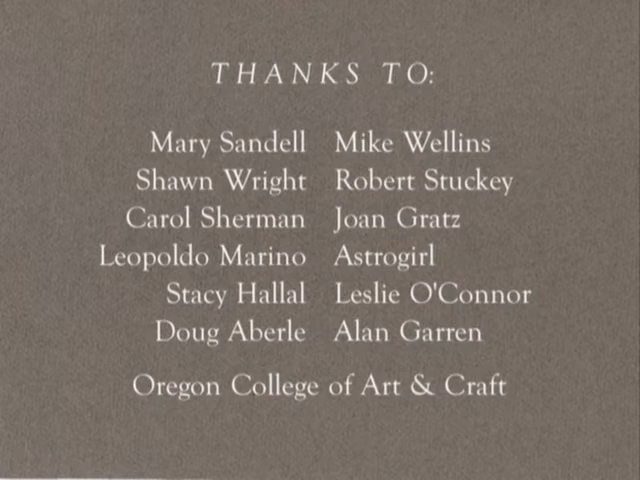 THANKS TO:
Mary Sandell Mike Wellins
Shawn Wright Robert Stuckey
Carol Sherman Joan Gratz
Leopoldo Marino Astrogirl
Stacy Hallal Leslie O'Connor
Doug Aberle Alan Garren
Oregon College of Art & Craft